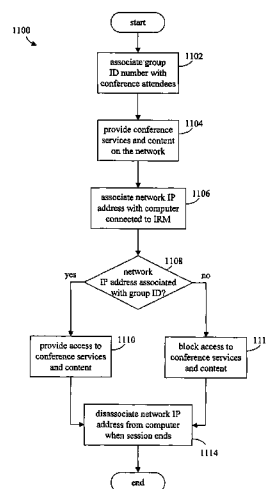 start
1100
associate group
ID number with
conference attendees
1102
provide conference
services and content
on the network
1104
associate network IP
address with computer
connected to IRM
1106
network
IP address associated
with group ID?
1108
yes
no
provide access to
conference services
and content
1110
block access to
conference services
and content
111
disassociate network IP
address from computer
when session ends
1114
end